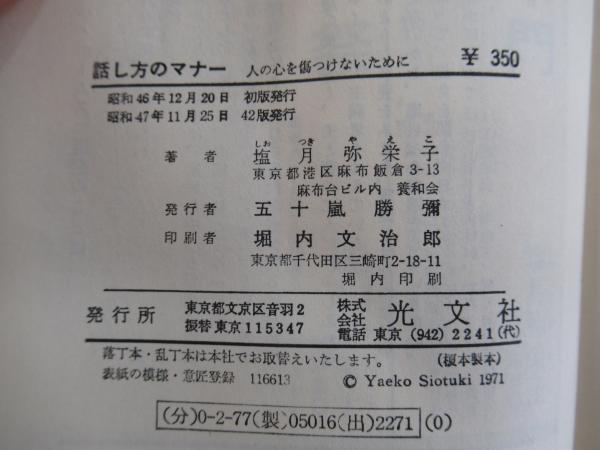 話し方のマナー 人の心を傷つけないために ¥ 350
昭和46年12月20日 初版発行
昭和47年11月25日 42版発行
しお つき や え こ
著者 塩月弥栄子
東京都港区麻布飯倉3-13
麻布台ビル内 養和会
発行者 五十嵐勝彌
印刷者 堀内文治郎
東京都千代田区三崎町2-18-11
堀内印刷
発行所 東京都文京区音羽2 株式会社 光文社
振替東京115347 電話 東京 (942) 2241(代)
落丁本・乱丁本は本社でお取替えいたします。 (榎本製本)
表紙の模様・意匠登録 116613 © Yaeko Siotuki 1971
(分)0-2-77(製)05016(出)2271(0)